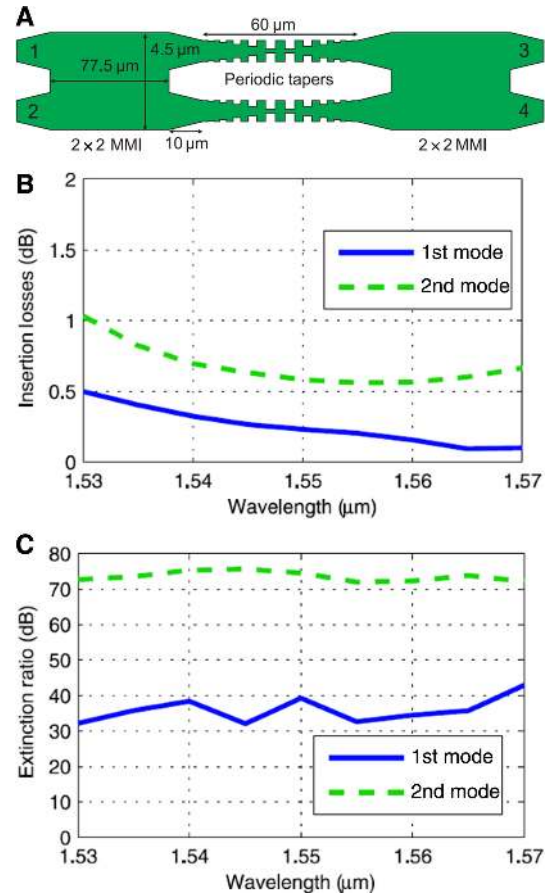 A
60 µm
1
4.5 µm
3
77.5 µm
Periodic tapers
2
4
2 × 2 MMI
10 µm
2 × 2 MMI
B
2
1.5
1
0.5
0
Insertion losses (dB)
1st mode
2nd mode
1.53
1.54
1.55
1.56
1.57
Wavelength (µm)
C
80
70
60
50
40
30
20
10
0
Extinction ratio (dB)
1st mode
2nd mode
1.53
1.54
1.55
1.56
1.57
Wavelength (µm)